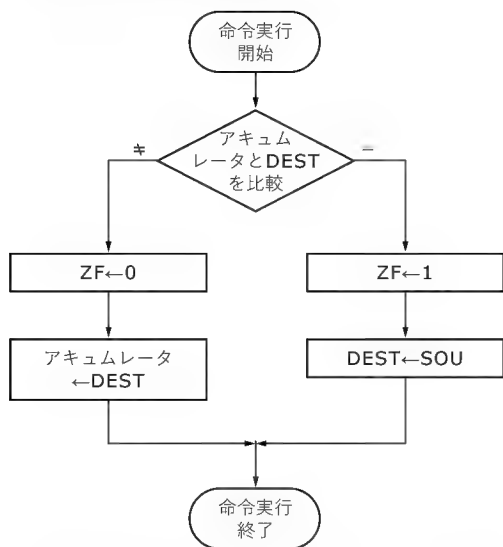 命令実行
開始
アキュム
レータとDEST
を比較
≠
=
ZF←0
ZF←1
アキュムレータ
←DEST
DEST←SOU
命令実行
終了